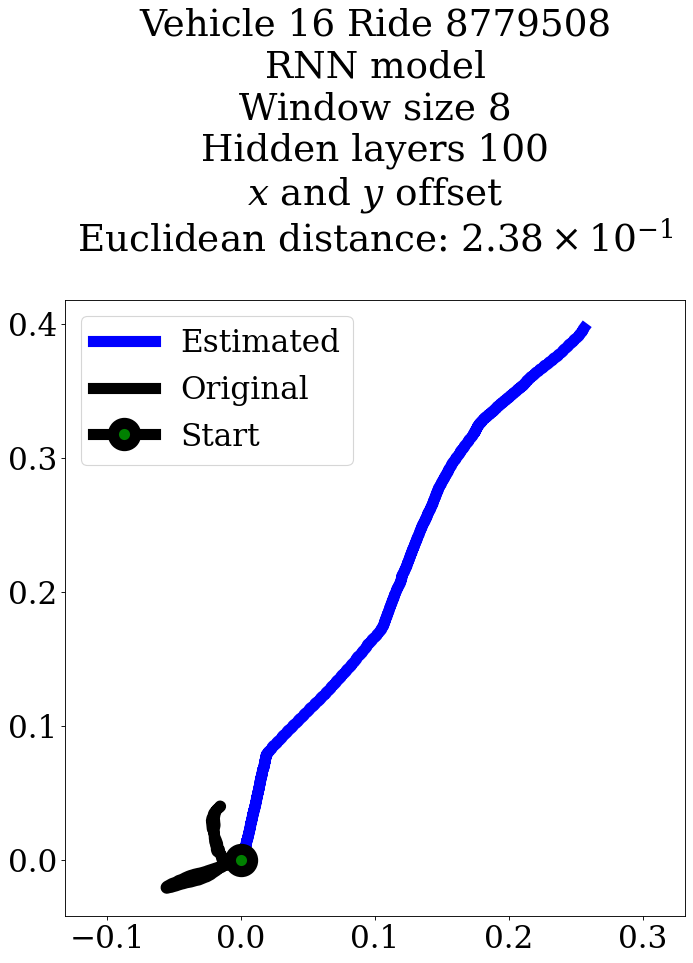 Vehicle 16 Ride 8779508
RNN model
Window size 8
Hidden layers 100
x and y offset
Euclidean distance: 2.38 × 10⁻¹
Estimated
Original
Start
0.4
0.3
0.2
0.1
0.0
−0.1 0.0 0.1 0.2 0.3